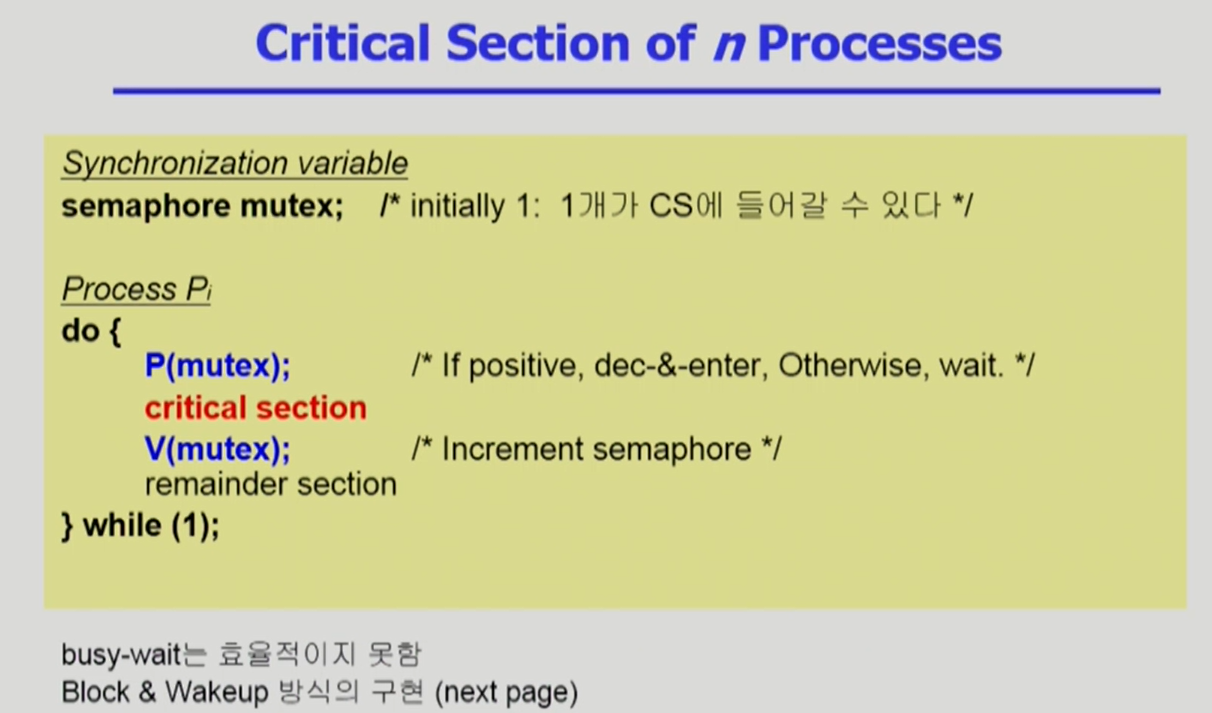 Critical Section of n Processes
Synchronization variable
semaphore mutex; /* initially 1: 1개가 CS에 들어갈 수 있다 */
Process Pi
do {
P(mutex); /* If positive, dec-&-enter, Otherwise, wait. */
critical section
V(mutex); /* Increment semaphore */
remainder section
} while (1);
busy-wait는 효율적이지 못함
Block & Wakeup 방식의 구현 (next page)